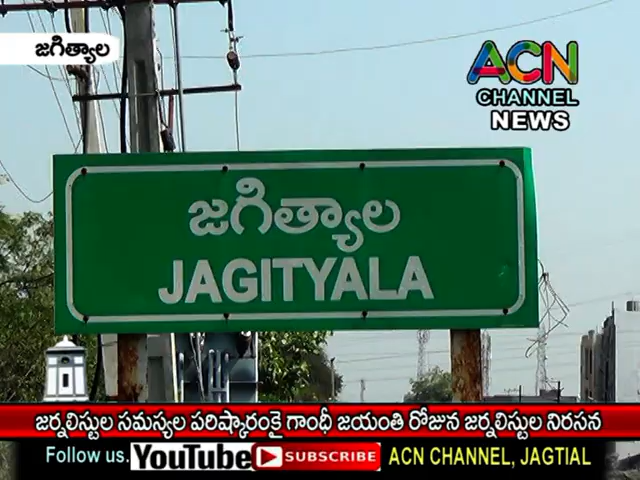 జగిత్యాల
ACN
CHANNEL
NEWS
జగిత్యాల
JAGITYALA
జర్నలిస్టుల సమస్యల పరిష్కారంకై గాంధీ జయంతి రోజున జర్నలిస్టుల నిరసన
Follow us. YouTube SUBSCRIBE ACN CHANNEL, JAGTIAL